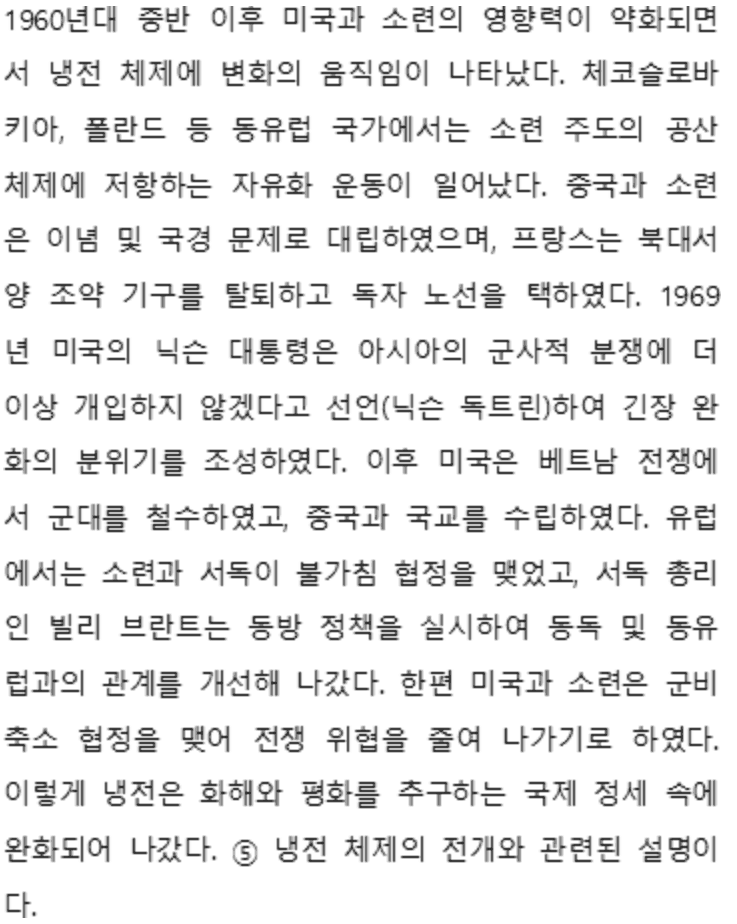 1960년대 중반 이후 미국과 소련의 영향력이 약화되면
서 냉전 체제에 변화의 움직임이 나타났다. 체코슬로바
키아, 폴란드 등 동유럽 국가에서는 소련 주도의 공산
체제에 저항하는 자유화 운동이 일어났다. 중국과 소련
은 이념 및 국경 문제로 대립하였으며, 프랑스는 북대서
양 조약 기구를 탈퇴하고 독자 노선을 택하였다. 1969
년 미국의 닉슨 대통령은 아시아의 군사적 분쟁에 더
이상 개입하지 않겠다고 선언(닉슨 독트린)하여 긴장 완
화의 분위기를 조성하였다. 이후 미국은 베트남 전쟁에
서 군대를 철수하였고, 중국과 국교를 수립하였다. 유럽
에서는 소련과 서독이 불가침 협정을 맺었고, 서독 총리
인 빌리 브란트는 동방 정책을 실시하여 동독 및 동유
럽과의 관계를 개선해 나갔다. 한편 미국과 소련은 군비
축소 협정을 맺어 전쟁 위협을 줄여 나가기로 하였다.
이렇게 냉전은 화해와 평화를 추구하는 국제 정세 속에
완화되어 나갔다. ⑤ 냉전 체제의 전개와 관련된 설명이
다.